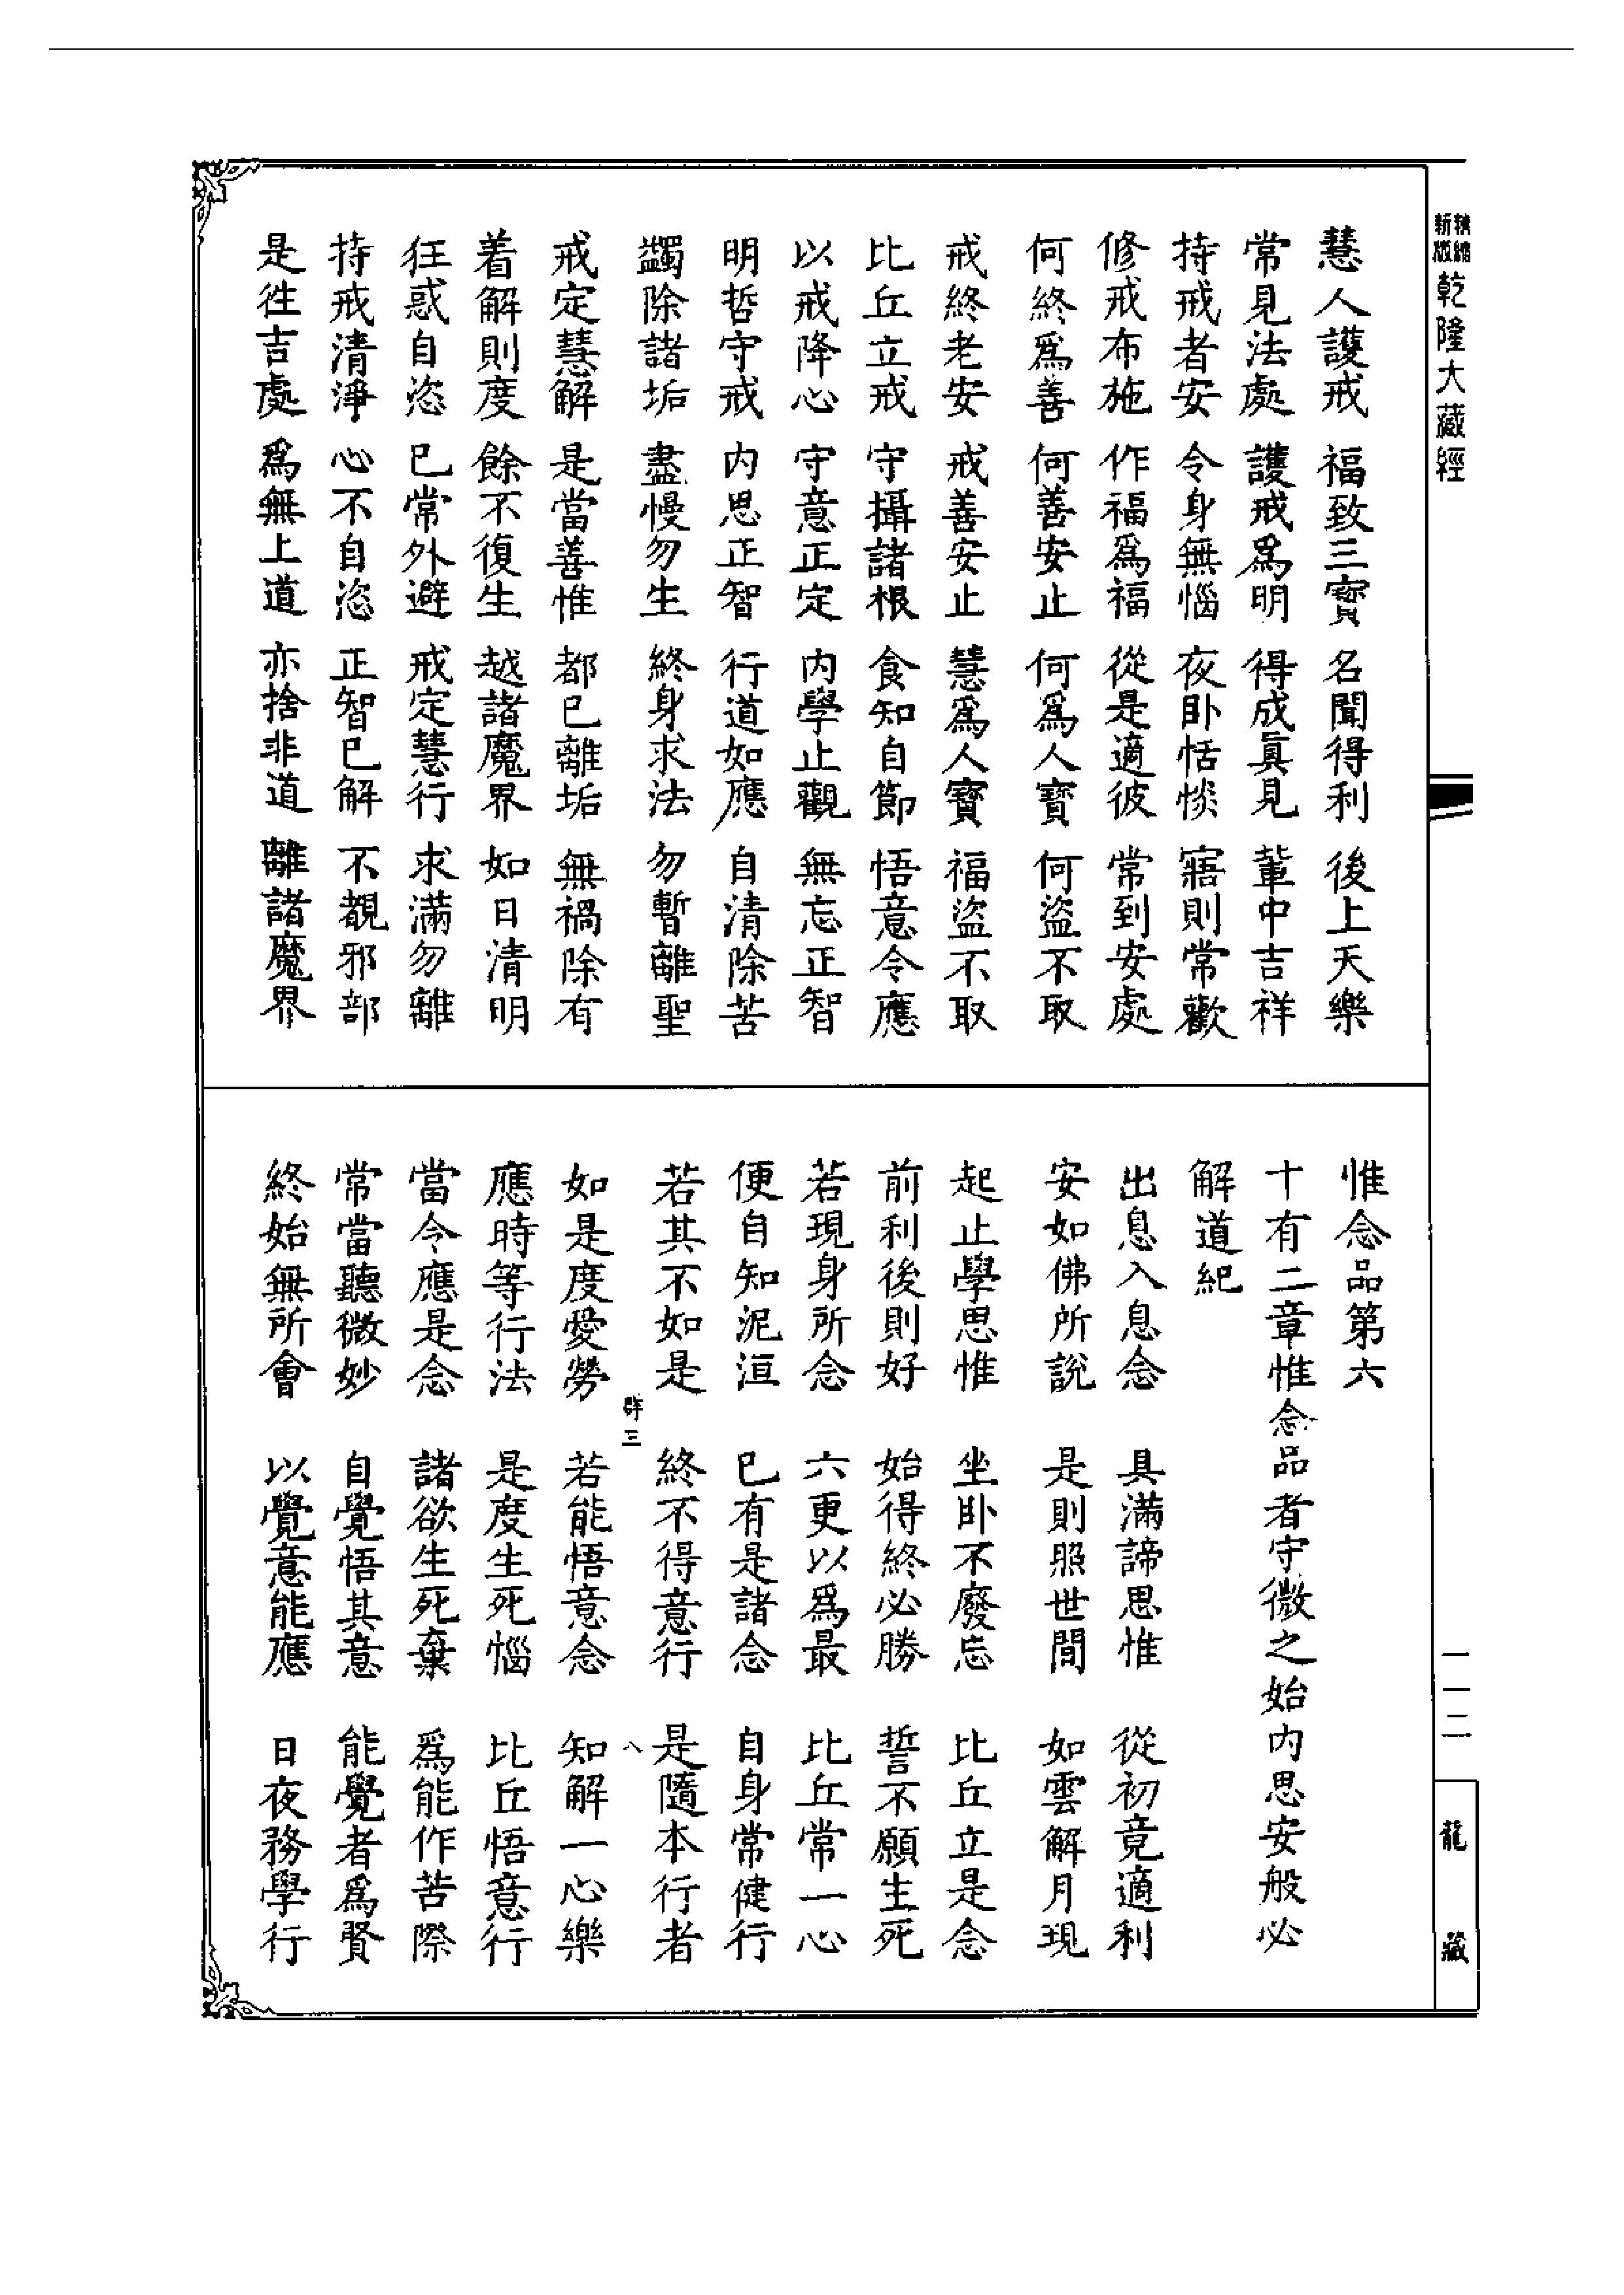 新版精縮乾隆大藏經
慧人護戒　福致三寶　名聞得利　後上天樂
常見法處　護戒爲明　得成眞見　輩中吉祥
持戒者安　令身無惱　夜臥恬惔　寤則常歡
修戒布施　作福爲福　從是適彼　常到安處
何終爲善　何善安止　何爲人寶　何盜不取
戒終老安　戒善安止　慧爲人寶　福盜不取
比丘立戒　守攝諸根　食知自節　悟意令應
以戒降心　守意正定　內學止觀　無忘正智
明哲守戒　內思正智　行道如應　自清除苦
蠲除諸垢　盡慢勿生　終身求法　勿暫離聖
戒定慧解　是當善惟　都已離垢　無禍除有
着解則度　餘不復生　越諸魔界　如日清明
狂惑自恣　已常外避　戒定慧行　求滿勿離
持戒清淨　心不自恣　正智已解　不覩邪部
是徃吉處　爲無上道　亦捨非道　離諸魔界
惟念品第六
十有二章惟念品者守微之始內思安般必
解道紀
出息入息念　具滿諦思惟　從初竟適利
安如佛所說　是則照世間　如雲解月現
起止學思惟　坐臥不廢忘　比丘立是念
前利後則好　始得終必勝　誓不願生死
若現身所念　六更以爲最　比丘常一心
便自知泥洹　已有是諸念　自身常健行
若其不如是　終不得意行　是隨本行者
群三　八
如是度愛勞　若能悟意念　知解一心樂
應時等行法　是度生死惱　比丘悟意行
當令應是念　諸欲生死棄　爲能作苦際
常當聽微妙　自覺悟其意　能覺者爲賢
終始無所會　以覺意能應　日夜務學行
一一二
龍藏